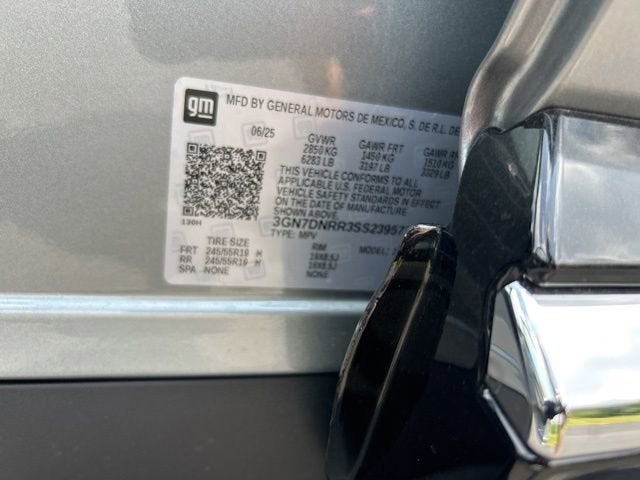 gm
MFD BY GENERAL MOTORS DE MEXICO, S. DE R.L. DE
06/25 GVWR GAWR FRT GAWR
2850 KG 1450 KG 1510 KG
6283 LB 3197 LB 3329 LB
THIS VEHICLE CONFORMS TO ALL
APPLICABLE U.S. FEDERAL MOTOR
VEHICLE SAFETY STANDARDS IN EFFECT
ON THE DATE OF MANUFACTURE
SHOWN ABOVE.
3GN7DNRR3SS23957
TYPE: MPV
TIRE SIZE RIM MODEL:
FRT 245/55R19 H 19X8.5J
RR 245/55R19 H 19X8.5J
SPA NONE NONE